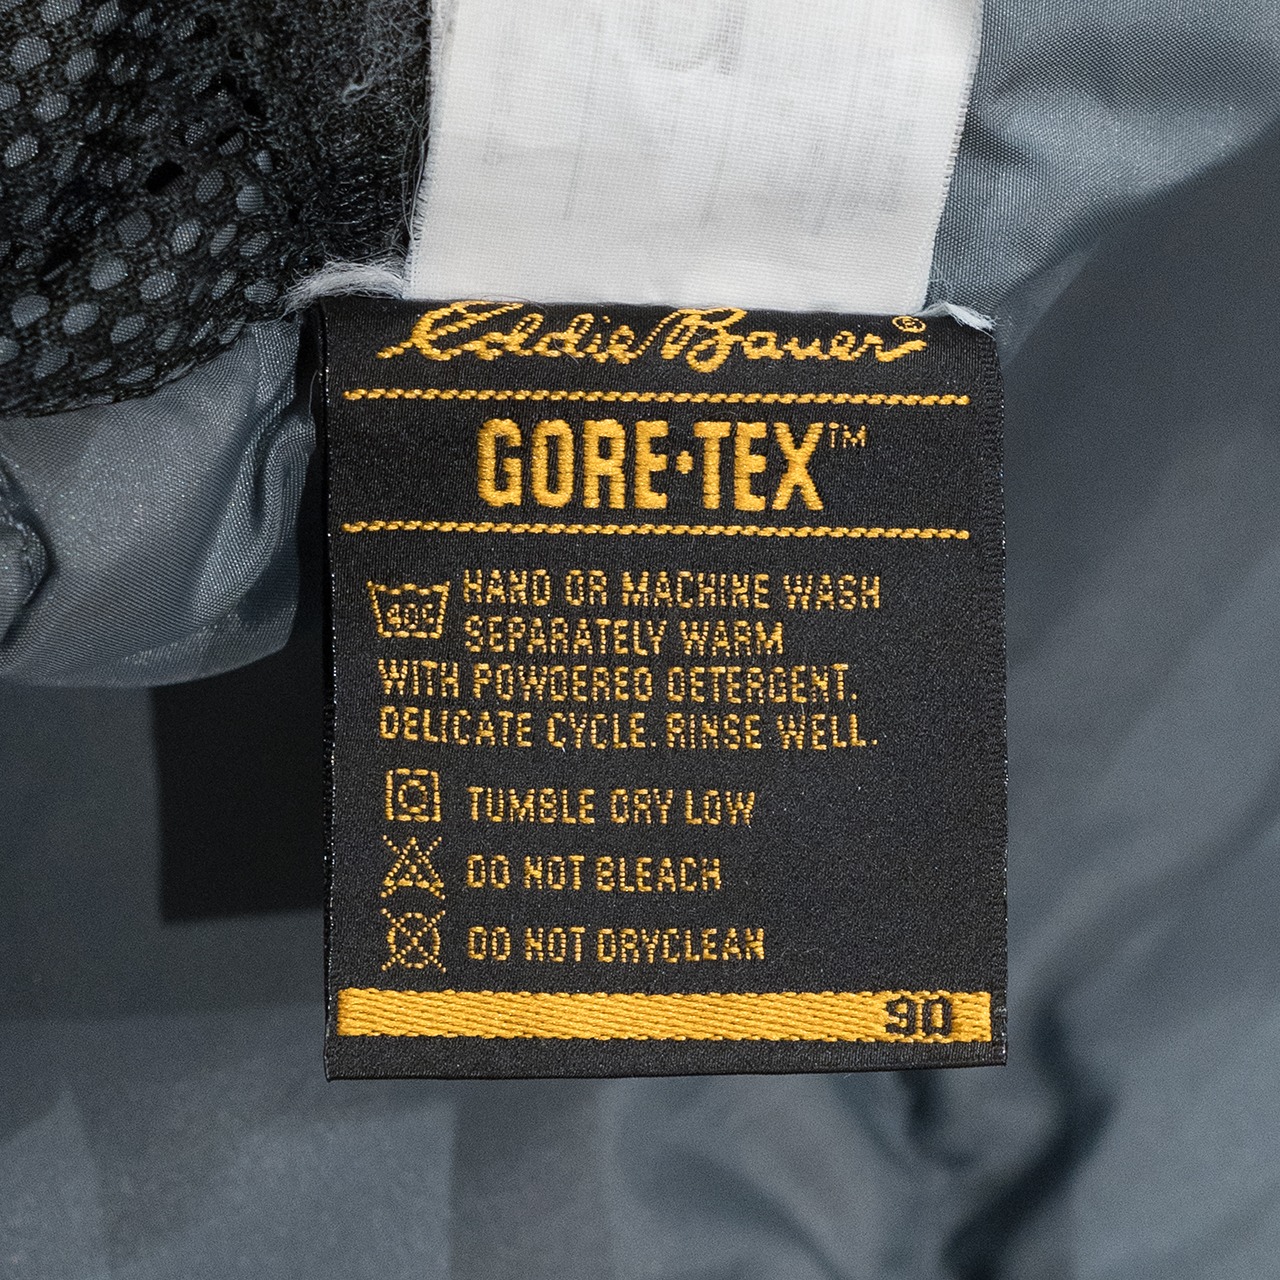 Eddie Bauer®
GORE·TEX™
HAND OR MACHINE WASH
SEPARATELY WARM
WITH POWDERED DETERGENT.
DELICATE CYCLE. RINSE WELL.
TUMBLE DRY LOW
DO NOT BLEACH
DO NOT DRYCLEAN
90